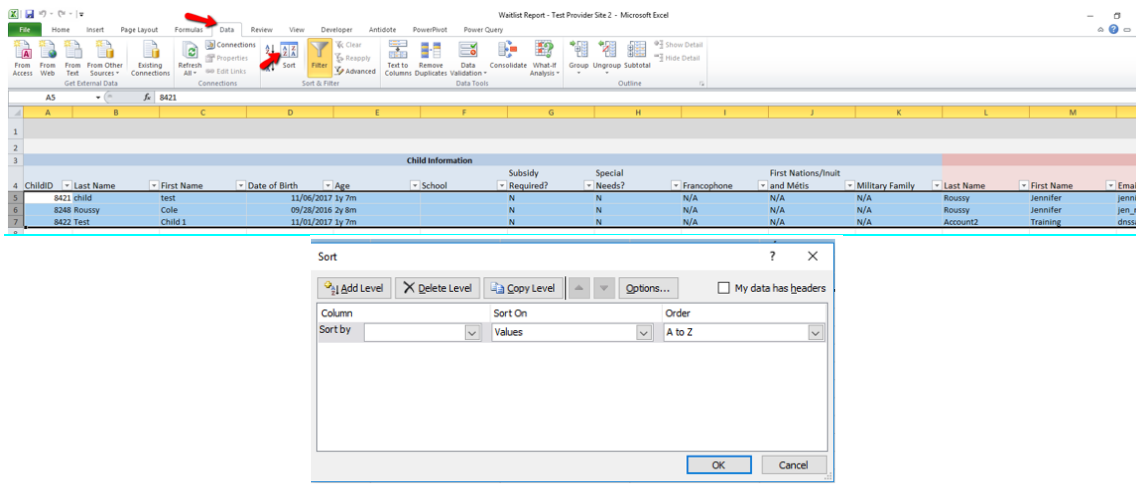 Waitlist Report - Test Provider Site 2 - Microsoft Excel
File Home Insert Page Layout Formulas Data Review View Developer Antidote PowerPivot Power Query
From Access
From Web
From Text
From Other Sources
Existing Connections
Refresh All
Connections
Properties
Edit Links
Sort
Filter
Clear
Reapply
Advanced
Text to Columns
Remove Duplicates
Data Validation
Consolidate
What-If Analysis
Group
Ungroup
Subtotal
Show Detail
Hide Detail
Get External Data Connections Sort & Filter Data Tools Outline
A5 fx 8421
A B C D E F G H I J K L M
1
2
3 Child Information
Subsidy Special First Nations/Inuit
4 ChildID Last Name First Name Date of Birth Age School Required? Needs? Francophone and Métis Military Family Last Name First Name Emai
5 8421 child test 11/06/2017 1y 7m N N N/A N/A N/A Roussy Jennifer jenni
6 8248 Roussy Cole 09/28/2016 2y 8m N N N/A N/A N/A Roussy Jennifer jen_r
7 8422 Test Child 1 11/01/2017 1y 7m N N N/A N/A N/A Account2 Training dnssa
Sort ? X
Add Level Delete Level Copy Level Options... My data has headers
Column Sort On Order
Sort by Values A to Z
OK Cancel